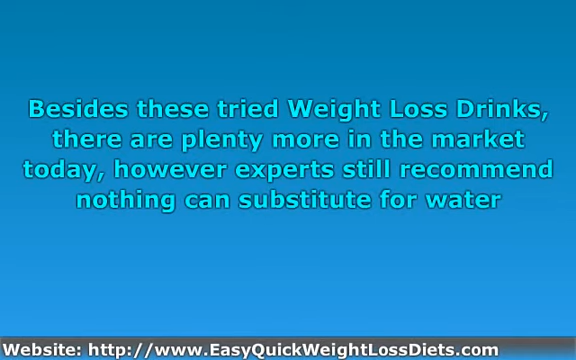 Besides these tried Weight Loss Drinks,
there are plenty more in the market
today, however experts still recommend
nothing can substitute for water
Website: http://www.EasyQuickWeightLossDiets.com